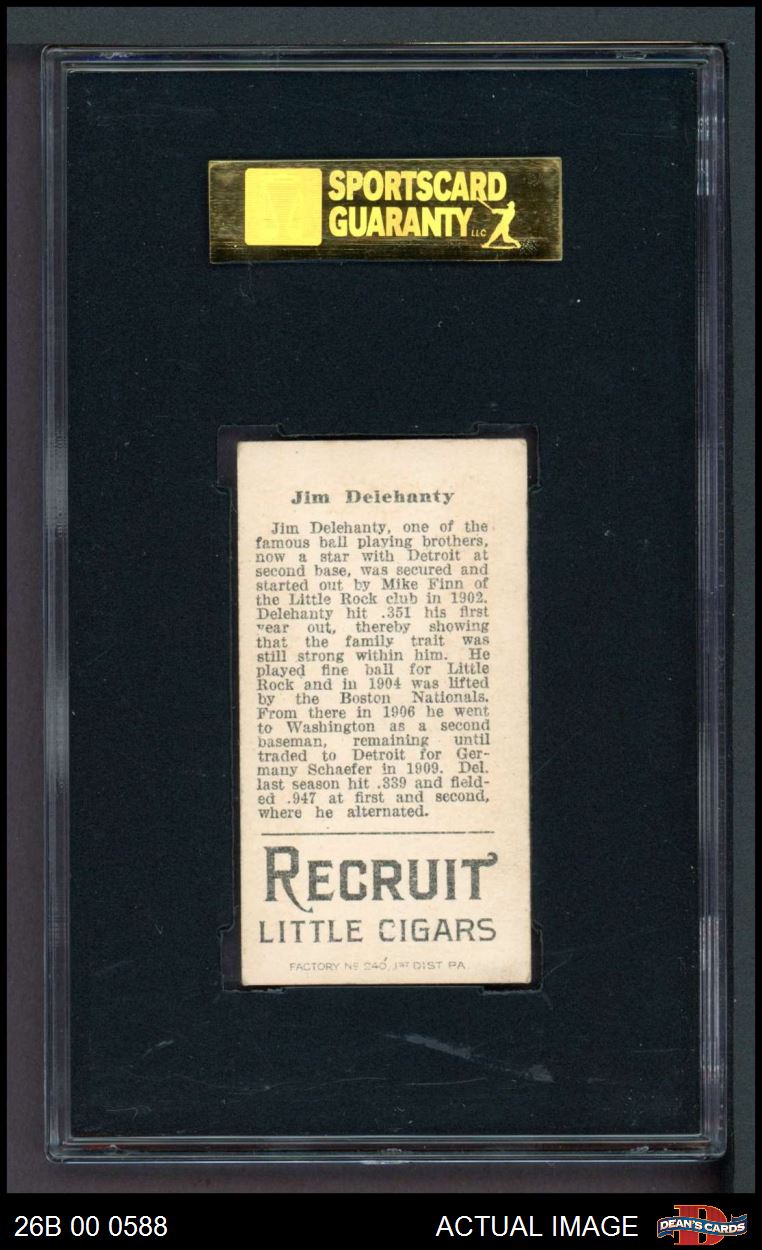 SPORTSCARD
GUARANTY LLC
Jim Delehanty
Jim Delehanty, one of the
famous ball playing brothers,
now a star with Detroit at
second base, was secured and
started out by Mike Finn of
the Little Rock club in 1902.
Delehanty hit .351 his first
year out, thereby showing
that the family trait was
still strong within him. He
played fine ball for Little
Rock and in 1904 was lifted
by the Boston Nationals.
From there in 1906 he went
to Washington as a second
baseman, remaining until
traded to Detroit for Ger-
many Schaefer in 1909. Del.
last season hit .339 and field-
ed .947 at first and second,
where he alternated.
RECRUIT
LITTLE CIGARS
FACTORY No 240, 1ST DIST PA.
26B 00 0588
ACTUAL IMAGE
DEAN'S CARDS